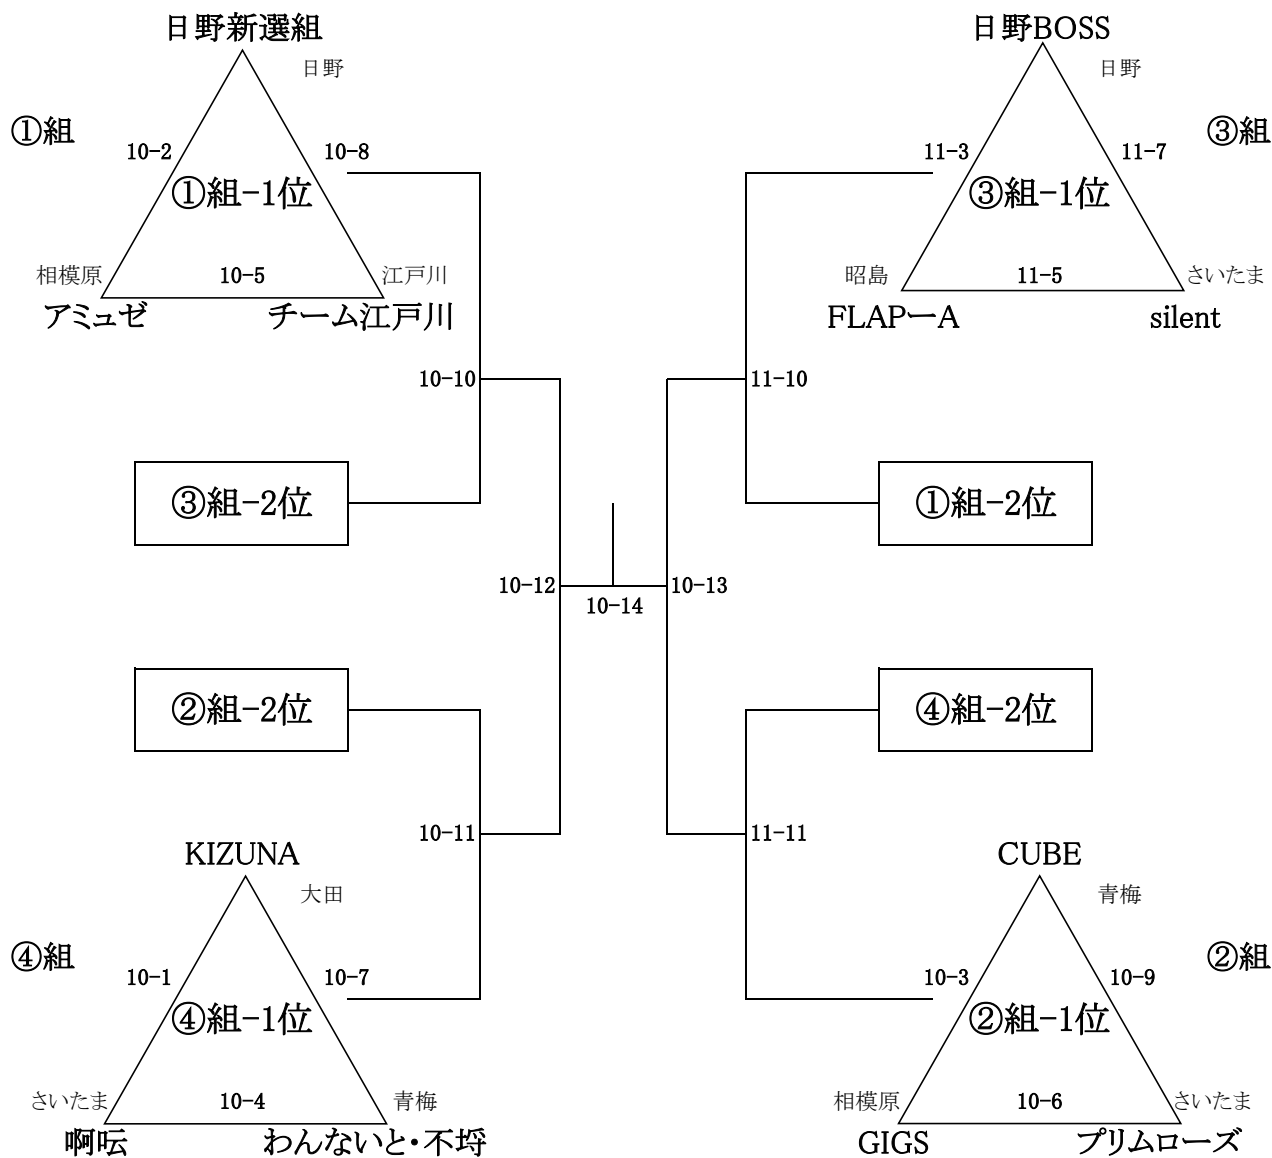 日野新選組
日野
①組
10-2
10-8
①組-1位
相模原
10-5
江戸川
アミュゼ
チーム江戸川
日野BOSS
日野
③組
11-3
11-7
③組-1位
昭島
11-5
さいたま
FLAPーA
silent
10-10
11-10
③組-2位
①組-2位
10-12
10-13
10-14
②組-2位
④組-2位
10-11
11-11
KIZUNA
大田
④組
10-1
10-7
④組-1位
さいたま
10-4
青梅
啊呍
わんないと・不埒
CUBE
青梅
②組
10-3
10-9
②組-1位
相模原
10-6
さいたま
GIGS
プリムローズ